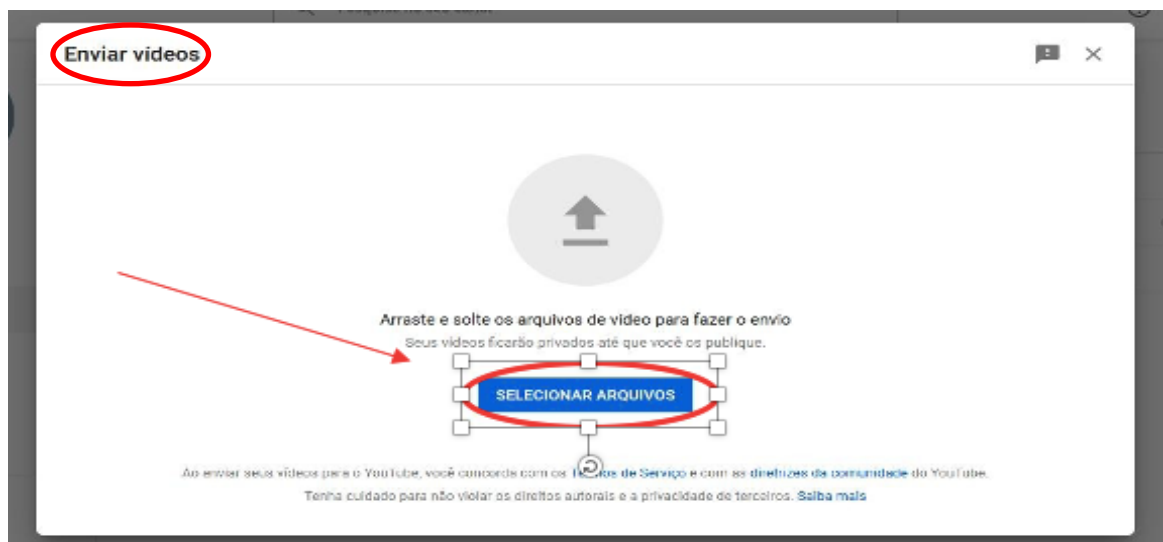 Enviar vídeos
Arraste e solte os arquivos de vídeo para fazer o envio
Seus vídeos ficarão privados até que você os publique.
SELECIONAR ARQUIVOS
Ao enviar seus vídeos para o YouTube, você concorda com os de Serviço e com as diretrizes da comunidade do YouTube.
Tenha cuidado para não violar os direitos autorais e a privacidade de terceiros. Saiba mais